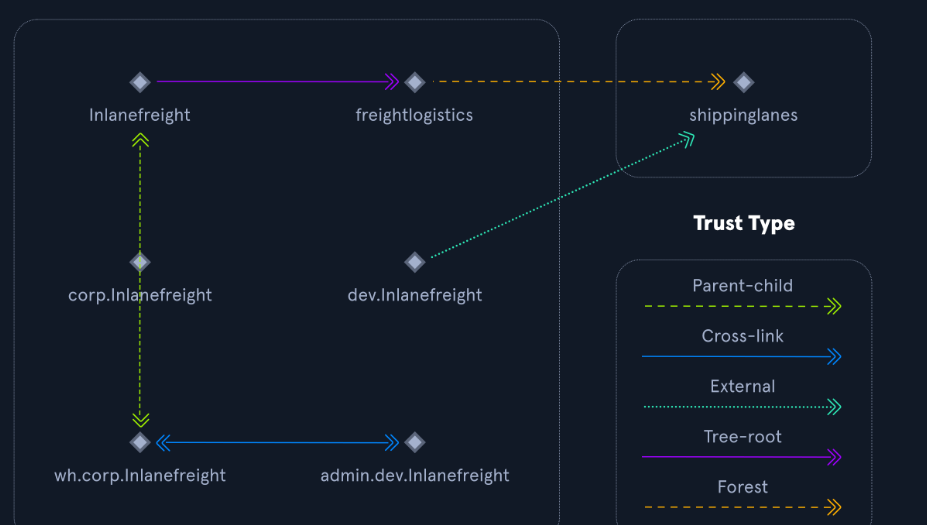 Inlanefreight
freightlogistics
shippinglanes
corp.Inlanefreight
dev.Inlanefreight
wh.corp.Inlanefreight
admin.dev.Inlanefreight
Trust Type
Parent-child
Cross-link
External
Tree-root
Forest